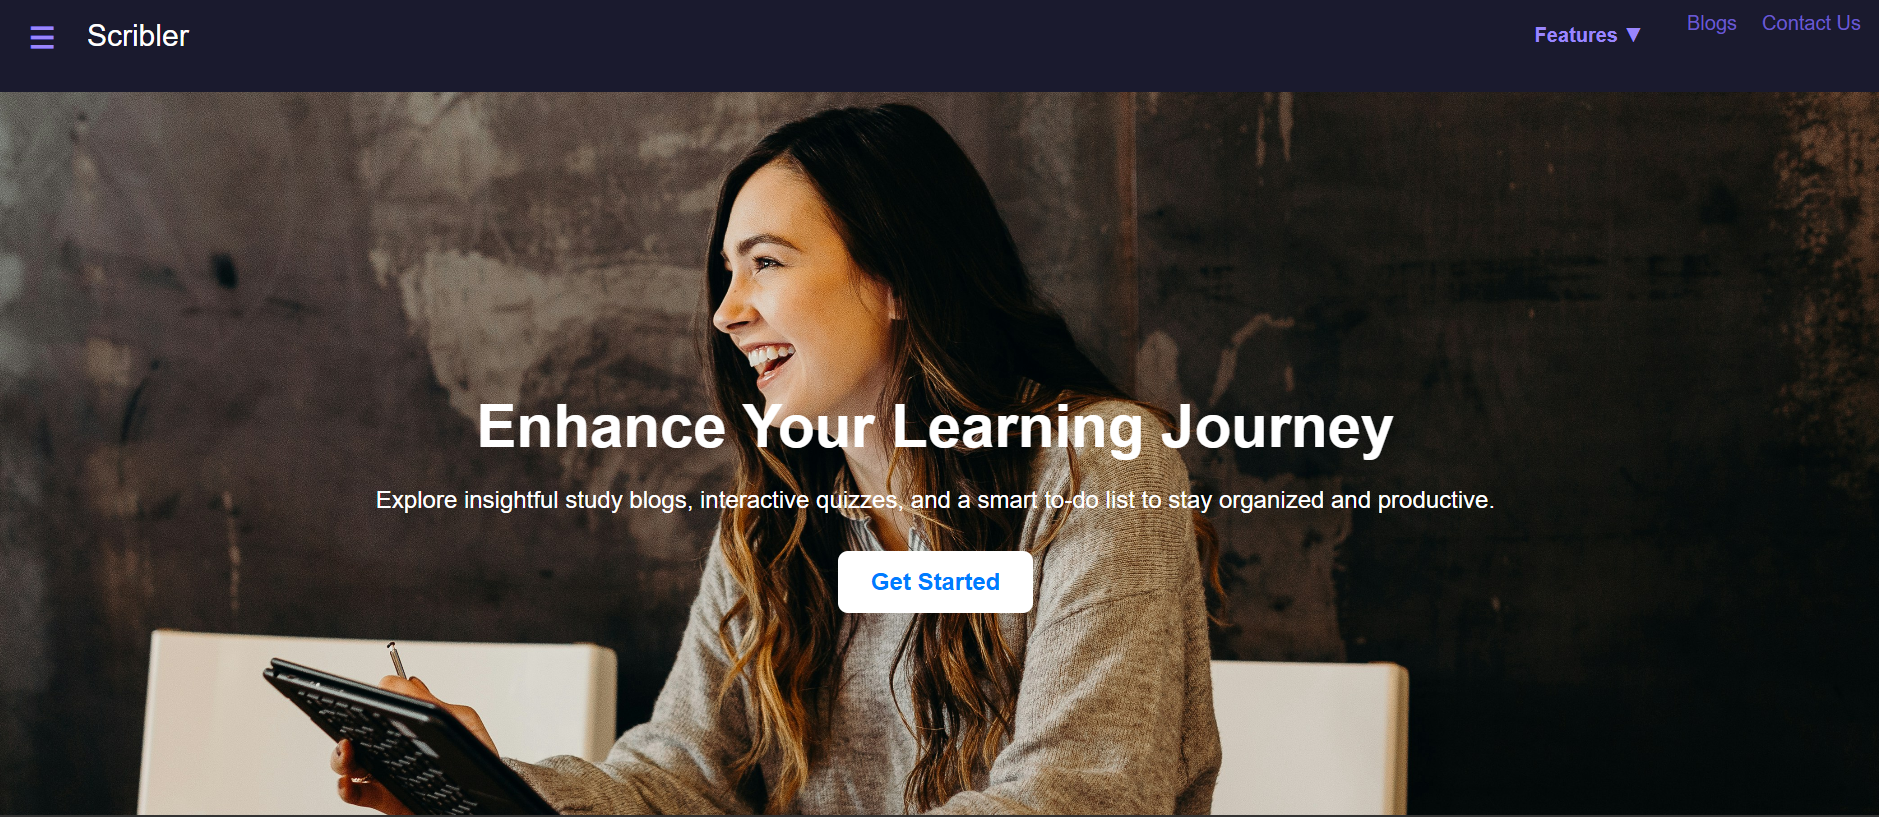 ☰ Scribler Features ▼ Blogs Contact Us
Enhance Your Learning Journey
Explore insightful study blogs, interactive quizzes, and a smart to-do list to stay organized and productive.
Get Started